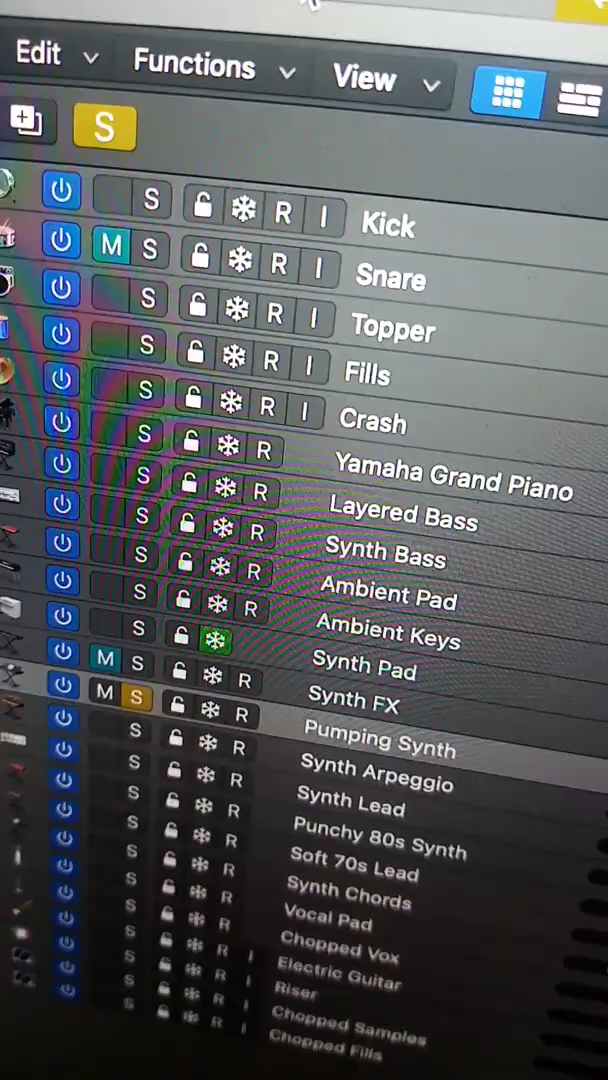 Edit Functions View
S
S R I Kick
M S R I Snare
S R I Topper
S R I Fills
S R I Crash
S R Yamaha Grand Piano
S R Layered Bass
S R Synth Bass
S R Ambient Pad
S R Ambient Keys
S Synth Pad
M S R Synth FX
M S R Pumping Synth
S R Synth Arpeggio
S R Synth Lead
S R Punchy 80s Synth
S R Soft 70s Lead
S R Synth Chords
S R Vocal Pad
S R Chopped Vox
S R I Electric Guitar
S R I Riser
S R I Chopped Samples
S R I Chopped Fills